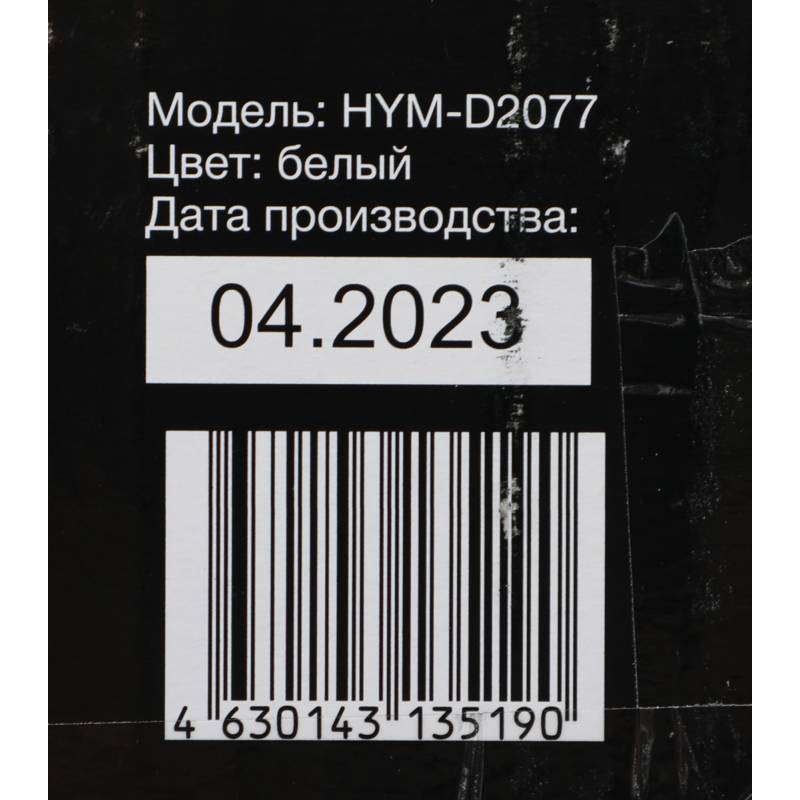 Модель: HYM-D2077
Цвет: белый
Дата производства:
04.2023
4 630143 135190